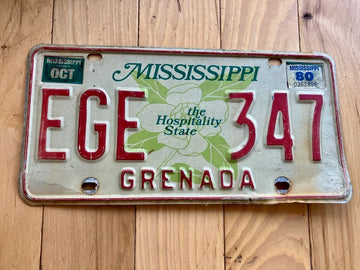 MISSISSIPPI
OCT
MISSISSIPPI
MISSISSIPPI
80
the
Hospitality
State
EGE 347
GRENADA